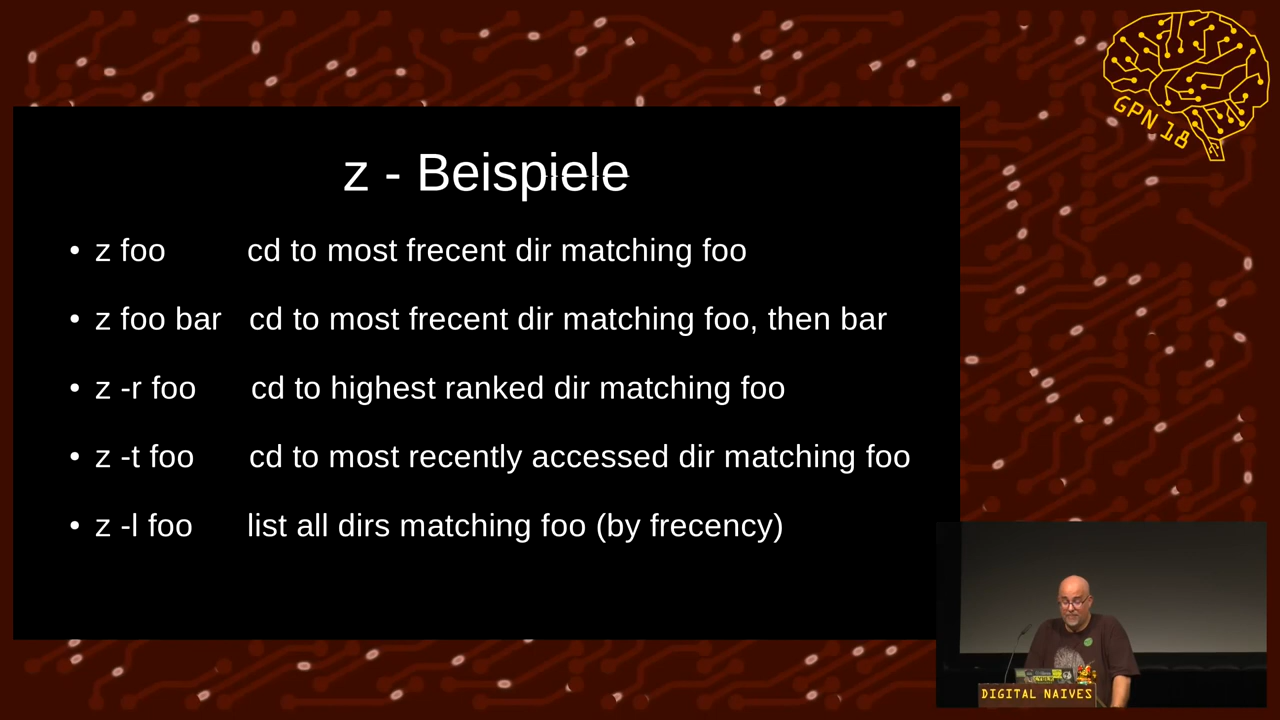 GPN 18
z - Beispiele
• z foo cd to most frecent dir matching foo
• z foo bar cd to most frecent dir matching foo, then bar
• z -r foo cd to highest ranked dir matching foo
• z -t foo cd to most recently accessed dir matching foo
• z -l foo list all dirs matching foo (by frecency)
DIGITAL NAIVES